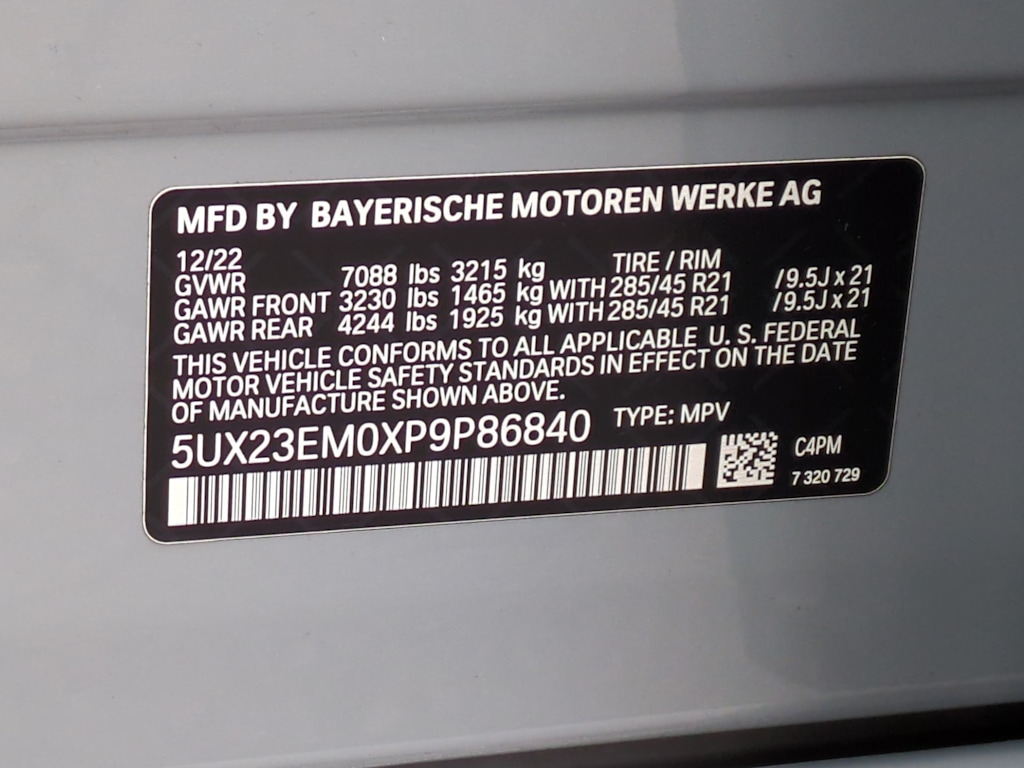 MFD BY BAYERISCHE MOTOREN WERKE AG
12/22 TIRE / RIM
GVWR 7088 lbs 3215 kg
GAWR FRONT 3230 lbs 1465 kg WITH 285/45 R21 /9.5J x 21
GAWR REAR 4244 lbs 1925 kg WITH 285/45 R21 /9.5J x 21
THIS VEHICLE CONFORMS TO ALL APPLICABLE U. S. FEDERAL
MOTOR VEHICLE SAFETY STANDARDS IN EFFECT ON THE DATE
OF MANUFACTURE SHOWN ABOVE.
5UX23EM0XP9P86840 TYPE: MPV
C4PM
7 320 729